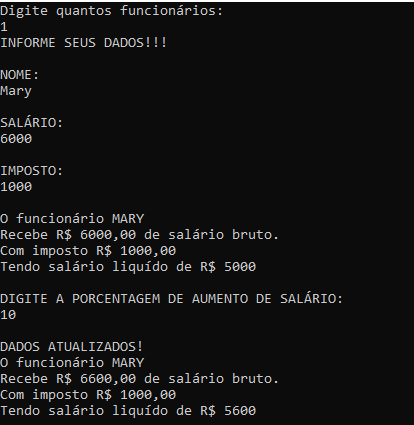 Digite quantos funcionários:
1
INFORME SEUS DADOS!!!
NOME:
Mary
SALÁRIO:
6000
IMPOSTO:
1000
O funcionário MARY
Recebe R$ 6000,00 de salário bruto.
Com imposto R$ 1000,00
Tendo salário liquído de R$ 5000
DIGITE A PORCENTAGEM DE AUMENTO DE SALÁRIO:
10
DADOS ATUALIZADOS!
O funcionário MARY
Recebe R$ 6600,00 de salário bruto.
Com imposto R$ 1000,00
Tendo salário liquído de R$ 5600